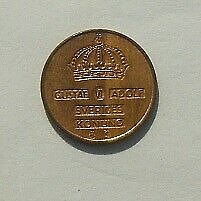 GUSTAF VI ADOLF
SVERIGES
KONUNG